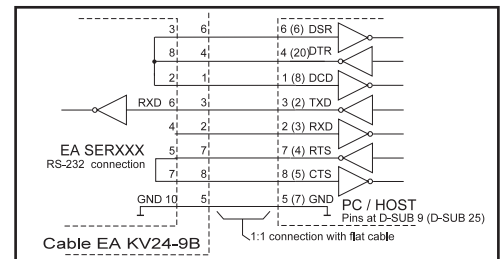 3 6 6 (6) DSR
8 4 4 (20)DTR
2 1 1 (8) DCD
RXD 6 3 3 (2) TXD
4 2 2 (3) RXD
EA SERXXX
RS-232 connection
5 7 7 (4) RTS
7 8 8 (5) CTS
GND 10 5 5 (7) GND
PC / HOST
Pins at D-SUB 9 (D-SUB 25)
Cable EA KV24-9B
1:1 connection with flat cable